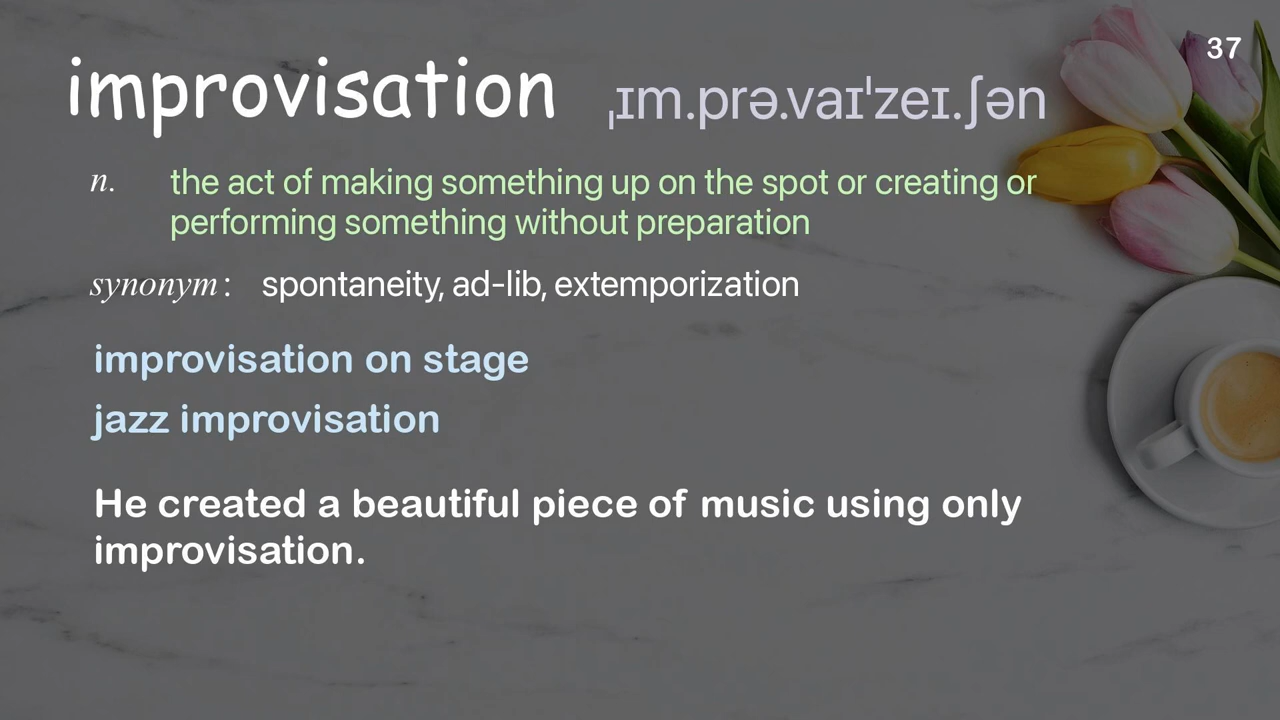 37
improvisation ˌɪm.prə.vaɪˈzeɪ.ʃən
n. the act of making something up on the spot or creating or
performing something without preparation
synonym: spontaneity, ad-lib, extemporization
improvisation on stage
jazz improvisation
He created a beautiful piece of music using only
improvisation.